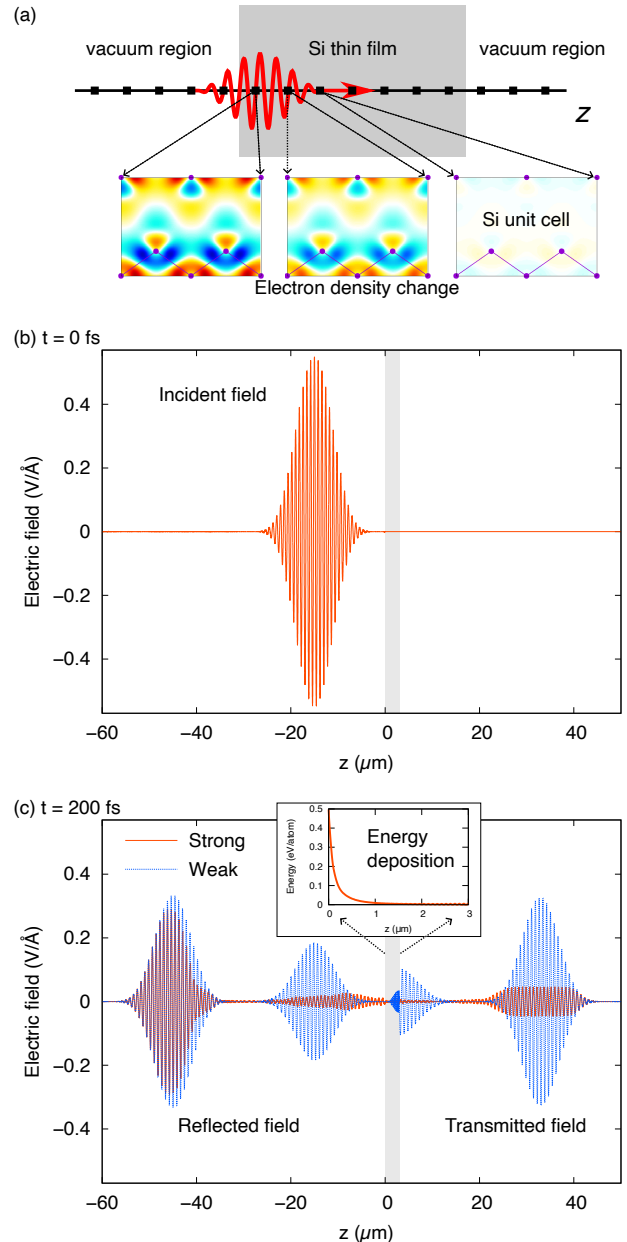 (a)
vacuum region Si thin film vacuum region
z
Si unit cell
Electron density change
(b) t = 0 fs
Incident field
Electric field (V/Å)
0.4
0.2
0
−0.2
−0.4
−60 −40 −20 0 20 40
z (μm)
(c) t = 200 fs
Strong
Weak
Energy (eV/atom)
0.5
0.4
0.3
0.2
0.1
0
0 1 2 3
z (μm)
Energy
deposition
Electric field (V/Å)
0.4
0.2
0
−0.2
−0.4
Reflected field Transmitted field
−60 −40 −20 0 20 40
z (μm)